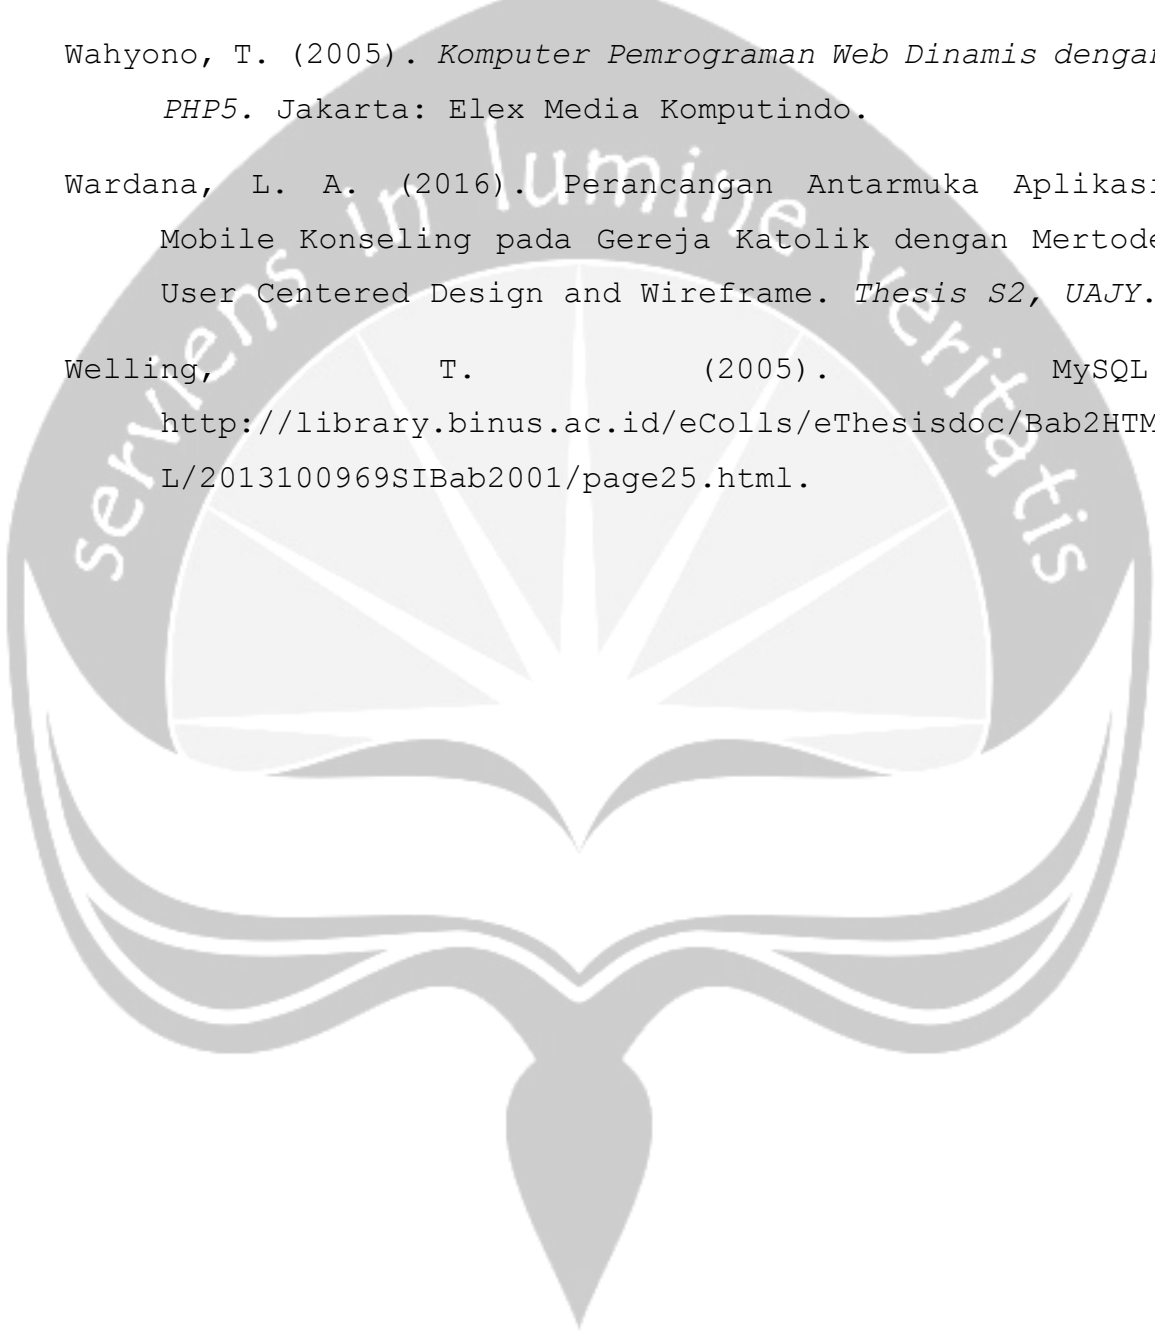 Wahyono, T. (2005). Komputer Pemrograman Web Dinamis dengan
PHP5. Jakarta: Elex Media Komputindo.
Wardana, L. A. (2016). Perancangan Antarmuka Aplikasi
Mobile Konseling pada Gereja Katolik dengan Mertode
User Centered Design and Wireframe. Thesis S2, UAJY.
Welling, T. (2005). MySQL
http://library.binus.ac.id/eColls/eThesisdoc/Bab2HTM
L/2013100969SIBab2001/page25.html.
serviens in lumine veritatis